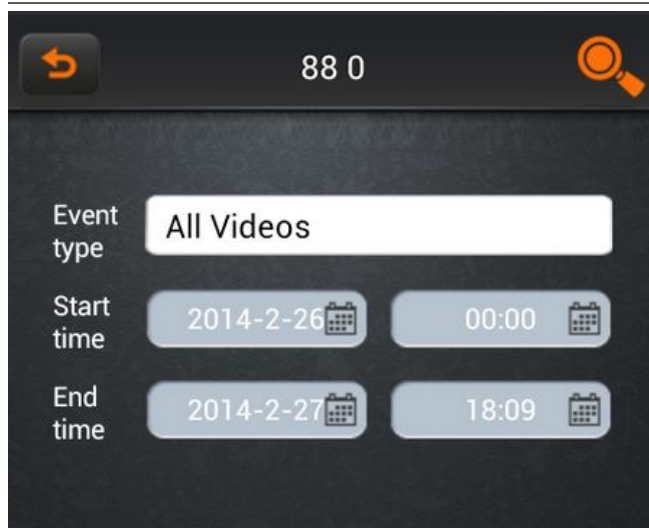 88 0
Event type
All Videos
Start time
2014-2-26
00:00
End time
2014-2-27
18:09